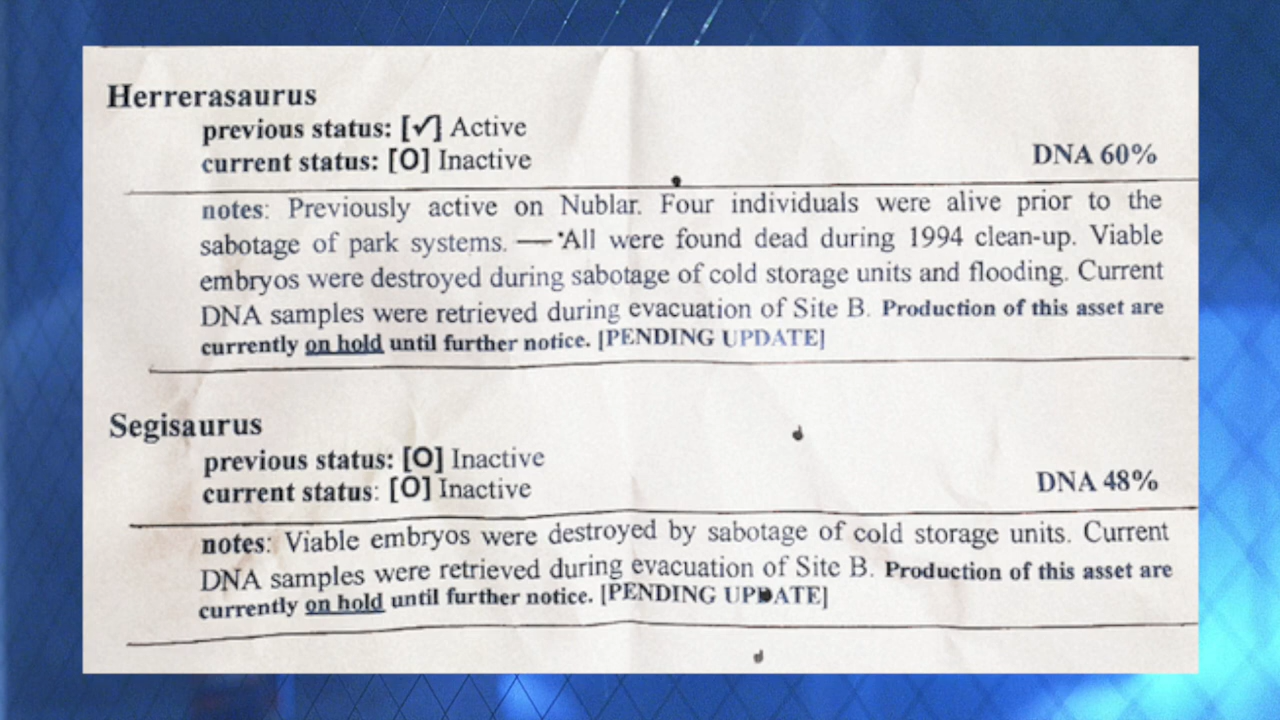 Herrerasaurus
previous status: [✓] Active
current status: [O] Inactive
DNA 60%
notes: Previously active on Nublar. Four individuals were alive prior to the
sabotage of park systems. — *All were found dead during 1994 clean-up. Viable
embryos were destroyed during sabotage of cold storage units and flooding. Current
DNA samples were retrieved during evacuation of Site B. Production of this asset are
currently on hold until further notice. [PENDING UPDATE]
Segisaurus
previous status: [O] Inactive
current status: [O] Inactive
DNA 48%
notes: Viable embryos were destroyed by sabotage of cold storage units. Current
DNA samples were retrieved during evacuation of Site B. Production of this asset are
currently on hold until further notice. [PENDING UPDATE]